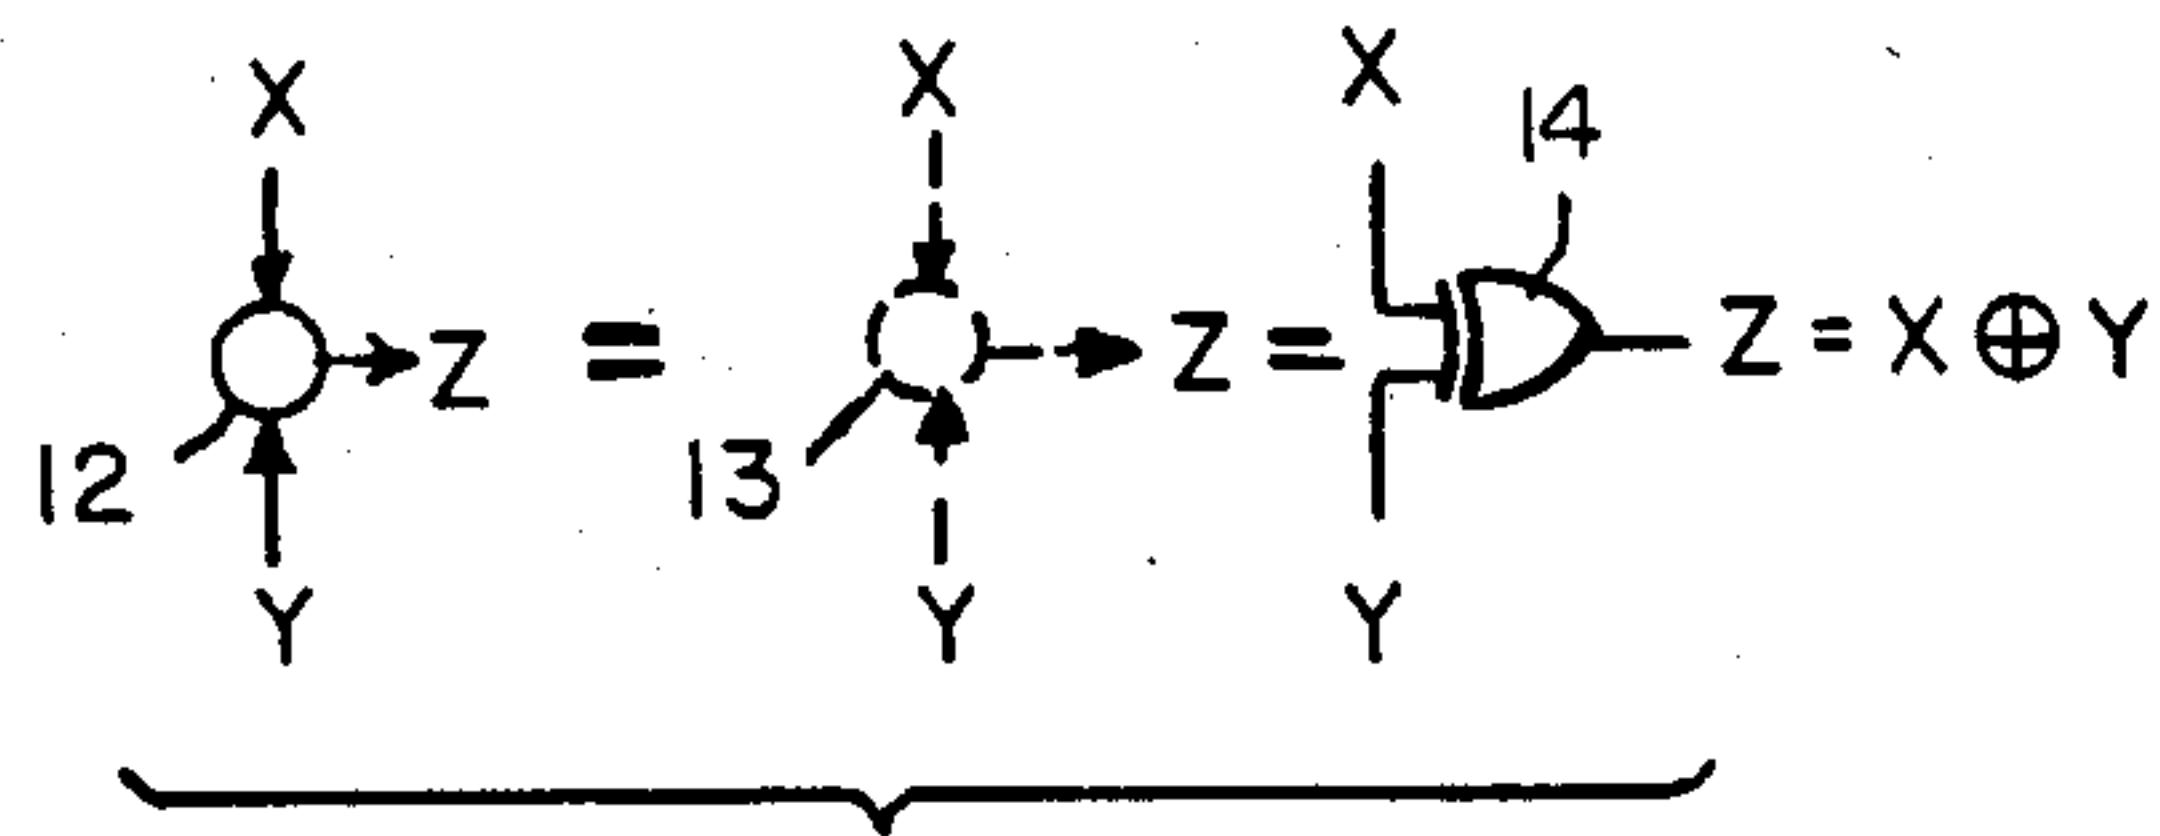 X X X 14
Z = Z = Z = X ⊕ Y
12 13
Y Y Y